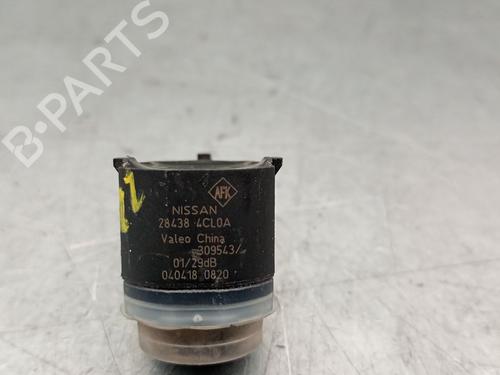 B-PARTS
AFK
NISSAN
28438 4CL0A
Valeo China
309543/
01/29dB
040418 0820